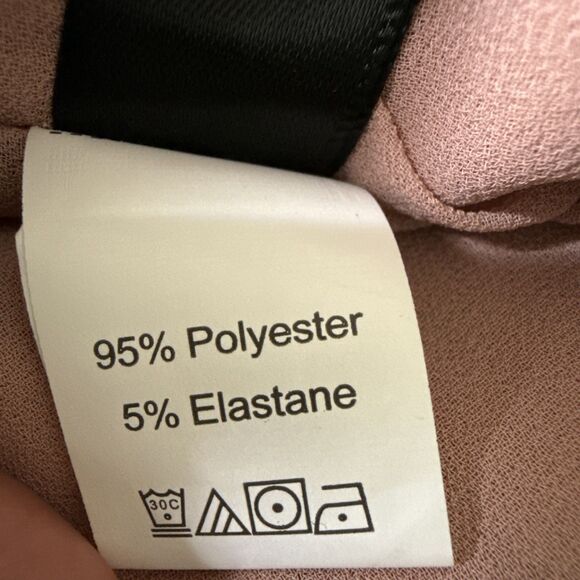 95% Polyester
5% Elastane
30C